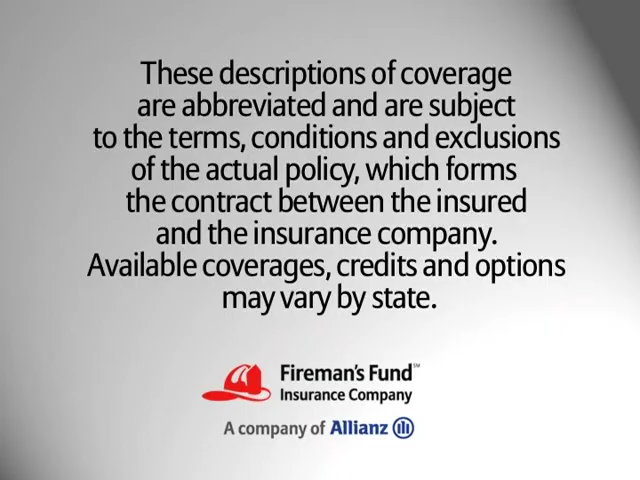 These descriptions of coverage
are abbreviated and are subject
to the terms, conditions and exclusions
of the actual policy, which forms
the contract between the insured
and the insurance company.
Available coverages, credits and options
may vary by state.
Fireman's Fund℠
Insurance Company
A company of Allianz